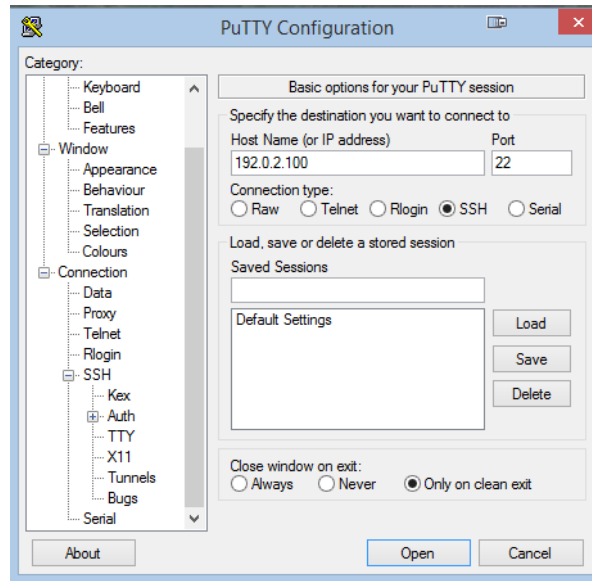 PuTTY Configuration
Category:
Keyboard
Bell
Features
Window
Appearance
Behaviour
Translation
Selection
Colours
Connection
Data
Proxy
Telnet
Rlogin
SSH
Kex
Auth
TTY
X11
Tunnels
Bugs
Serial
Basic options for your PuTTY session
Specify the destination you want to connect to
Host Name (or IP address) Port
192.0.2.100 22
Connection type:
Raw Telnet Rlogin SSH Serial
Load, save or delete a stored session
Saved Sessions
Default Settings
Load
Save
Delete
Close window on exit:
Always Never Only on clean exit
About Open Cancel